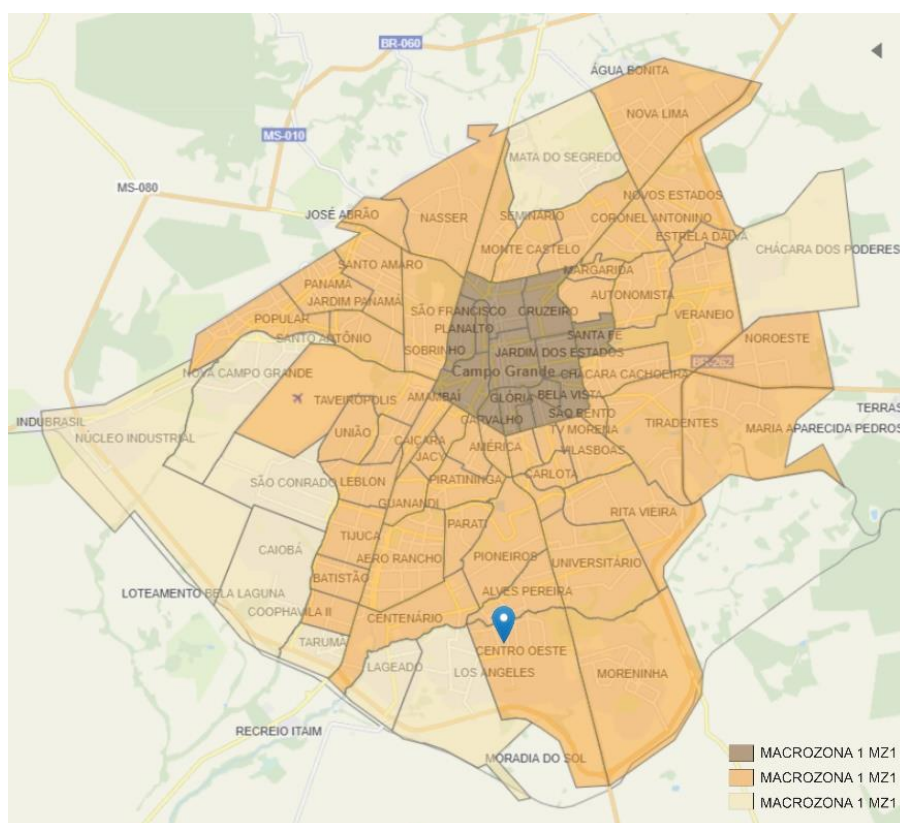 BR-060
ÁGUA BONITA
NOVA LIMA
MS-010
MATA DO SEGREDO
MS-080
NOVOS ESTADOS
JOSÉ ABRÃO
NASSER
SEMINÁRIO
CORONEL ANTONINO
ESTRELA DALVA
MONTE CASTELO
CHÁCARA DOS PODERES
SANTO AMARO
MARGARIDA
PANAMÁ
AUTONOMISTA
JARDIM PANAMÁ
SÃO FRANCISCO
CRUZEIRO
VERANEIO
POPULAR
PLANALTO
SANTO ANTÔNIO
SANTA FÉ
NOROESTE
SOBRINHO
JARDIM DOS ESTADOS
BR-262
NOVA CAMPO GRANDE
Campo Grande
CHÁCARA CACHOEIRA
TAVEIRÓPOLIS
AMAMBAÍ
GLÓRIA
BELA VISTA
TERRAS
INDUBRASIL
CARVALHO
SÃO BENTO
TIRADENTES
MARIA APARECIDA PEDROS
NÚCLEO INDUSTRIAL
UNIÃO
CAIÇARA
AMÉRICA
TV MORENA
JACY
VILASBOAS
SÃO CONRADO
LEBLON
PIRATININGA
CARLOTA
GUANANDI
RITA VIEIRA
PARATI
TIJUCA
CAIOBÁ
AERO RANCHO
PIONEIROS
UNIVERSITÁRIO
BATISTÃO
LOTEAMENTO BELA LAGUNA
ALVES PEREIRA
COOPHAVILA II
CENTENÁRIO
TARUMÃ
CENTRO OESTE
LAGEADO
LOS ANGELES
MORENINHA
RECREIO ITAIM
MORADIA DO SOL
MACROZONA 1 MZ1
MACROZONA 1 MZ1
MACROZONA 1 MZ1